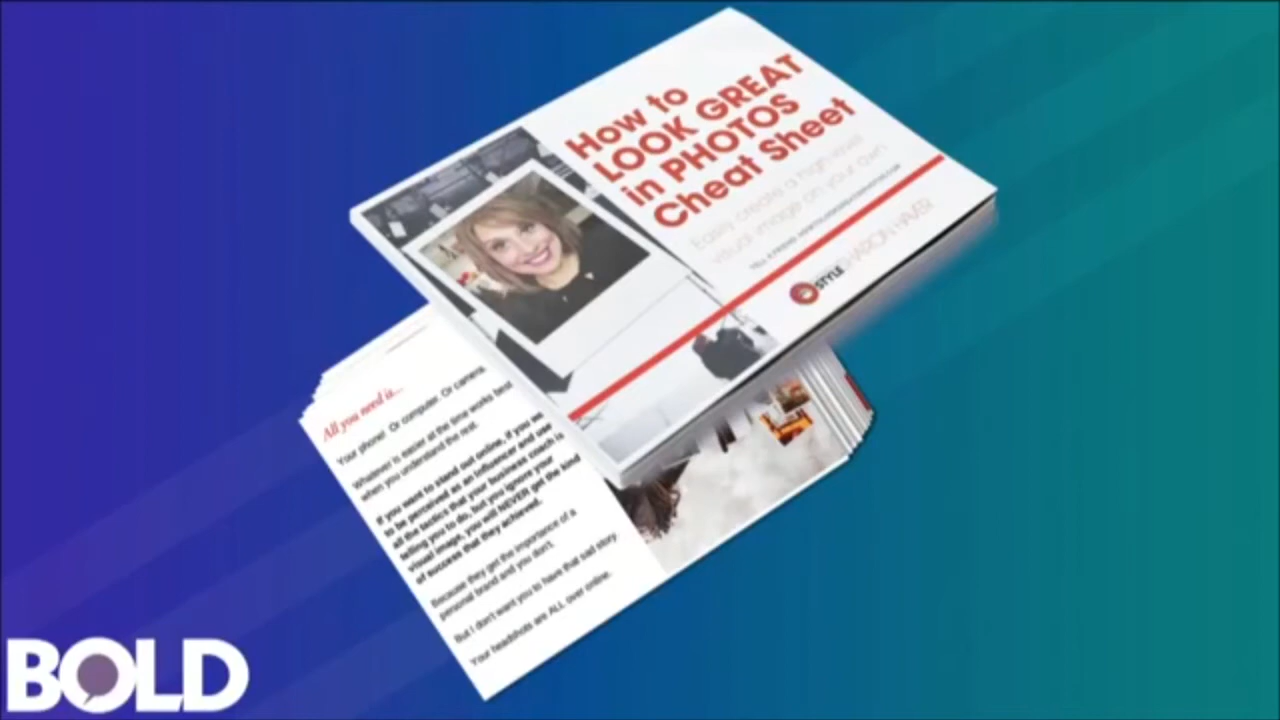 How to
LOOK GREAT
in PHOTOS
Cheat Sheet
Easily create a high-level
visual image on your own
STYLE
SHARON HAVER
All you need is...
Your phone! Or computer. Or camera.
Whatever is easier at the time works best
when you understand the rest.
If you want to stand out online, if you want
to be perceived as an influencer and use
all the tactics that your business coach is
telling you to do, but you ignore your
visual image, you will NEVER get the kind
of success that they achieved.
Because they get the importance of a
personal brand and you don't.
But I don't want you to have that sad story.
Your headshots are ALL over online.
BOLD